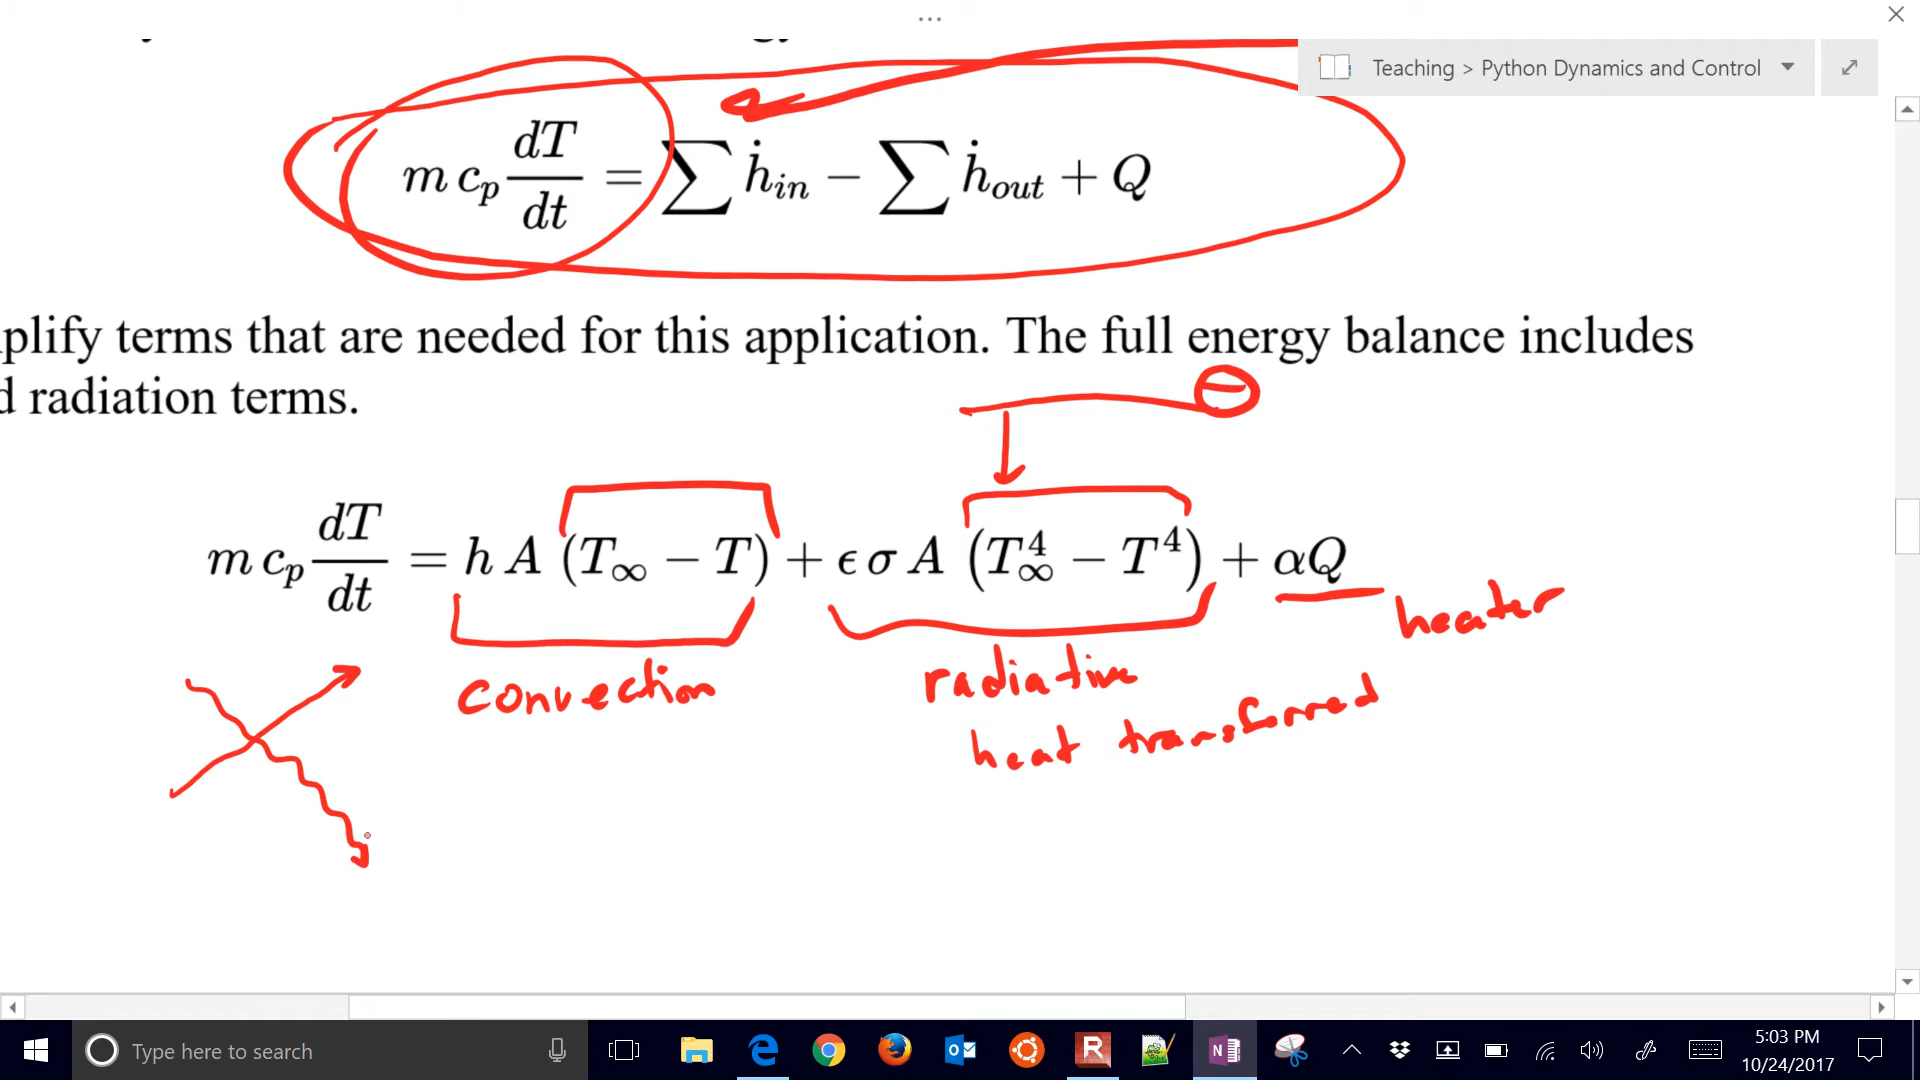 Teaching > Python Dynamics and Control
m c_p dT/dt = ∑ ḣ_in − ∑ ḣ_out + Q
plify terms that are needed for this application. The full energy balance includes
d radiation terms.
m c_p dT/dt = h A (T_∞ − T) + ϵ σ A (T_∞^4 − T^4) + αQ
heater
convection
radiative
heat transferred
Type here to search
5:03 PM
10/24/2017